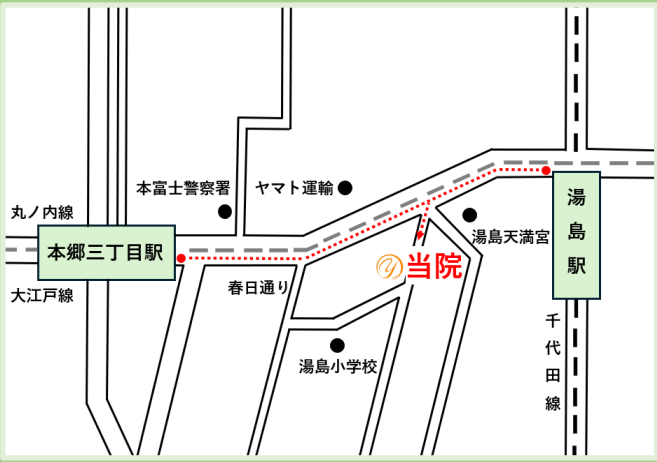 本富士警察署
ヤマト運輸
丸ノ内線
本郷三丁目駅
大江戸線
春日通り
当院
湯島天満宮
湯島駅
湯島小学校
千代田線